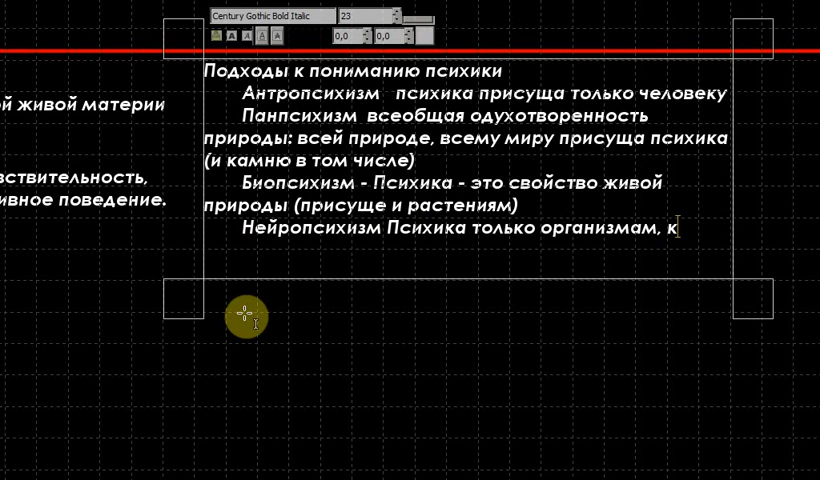 Century Gothic Bold Italic 23
A A A A 0,0 0,0
Подходы к пониманию психики
Антропсихизм психика присуща только человеку
Панпсихизм всеобщая одухотворенность
природы: всей природе, всему миру присуща психика
(и камню в том числе)
Биопсихизм - Психика - это свойство живой
природы (присуще и растениям)
Нейропсихизм Психика только организмам, к
ой живой материи
вствительность,
ивное поведение.